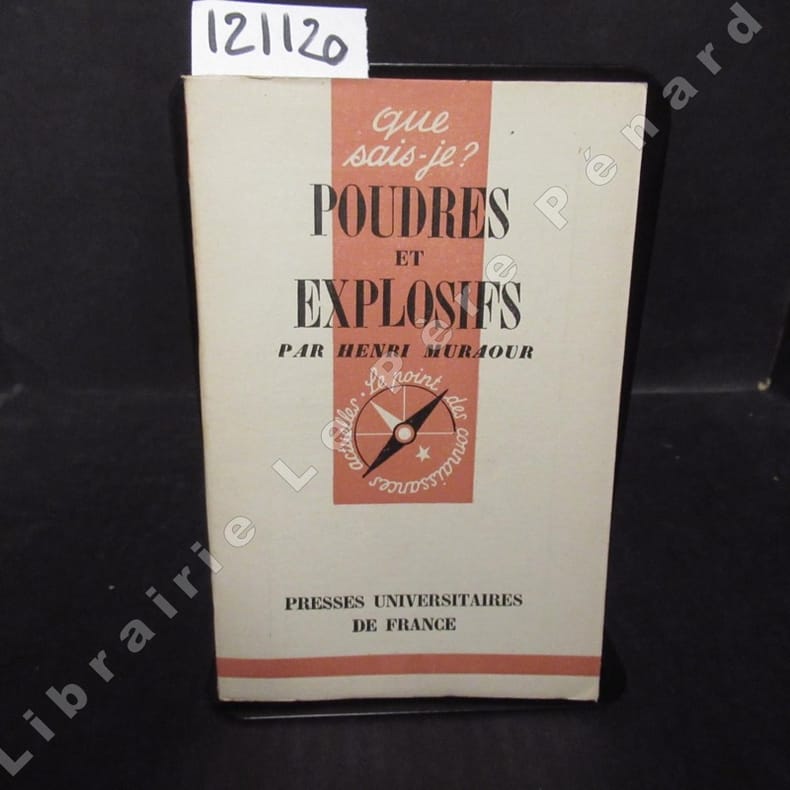 121120
que
sais-je?
POUDRES
ET
EXPLOSIFS
PAR HENRI MURAOUR
Le point des connaissances actuelles.
PRESSES UNIVERSITAIRES
DE FRANCE
Librairie Le Père Pénard